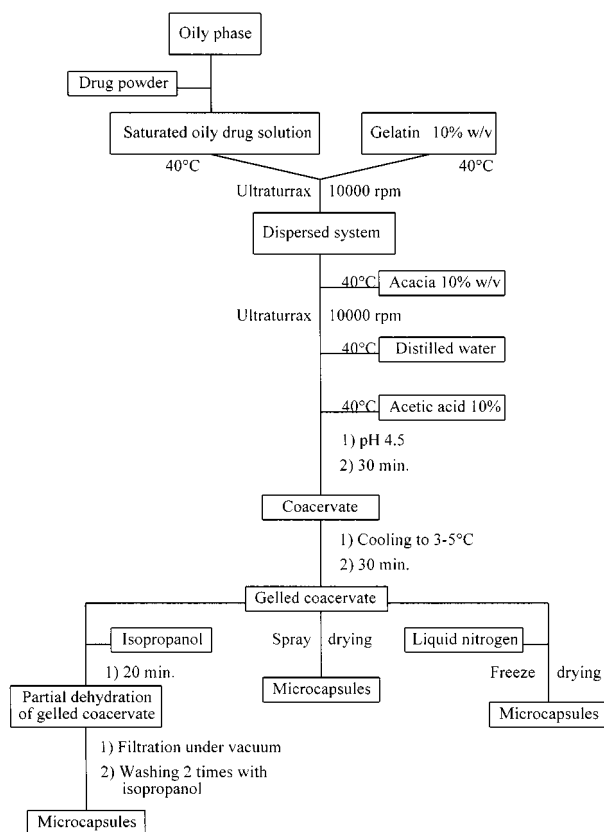 Oily phase
Drug powder
Saturated oily drug solution
Gelatin 10% w/v
40°C
40°C
Ultraturrax 10000 rpm
Dispersed system
40°C Acacia 10% w/v
Ultraturrax 10000 rpm
40°C Distilled water
40°C Acetic acid 10%
1) pH 4.5
2) 30 min.
Coacervate
1) Cooling to 3-5°C
2) 30 min.
Gelled coacervate
Isopropanol
1) 20 min.
Partial dehydration
of gelled coacervate
1) Filtration under vacuum
2) Washing 2 times with
isopropanol
Microcapsules
Spray drying
Microcapsules
Liquid nitrogen
Freeze drying
Microcapsules